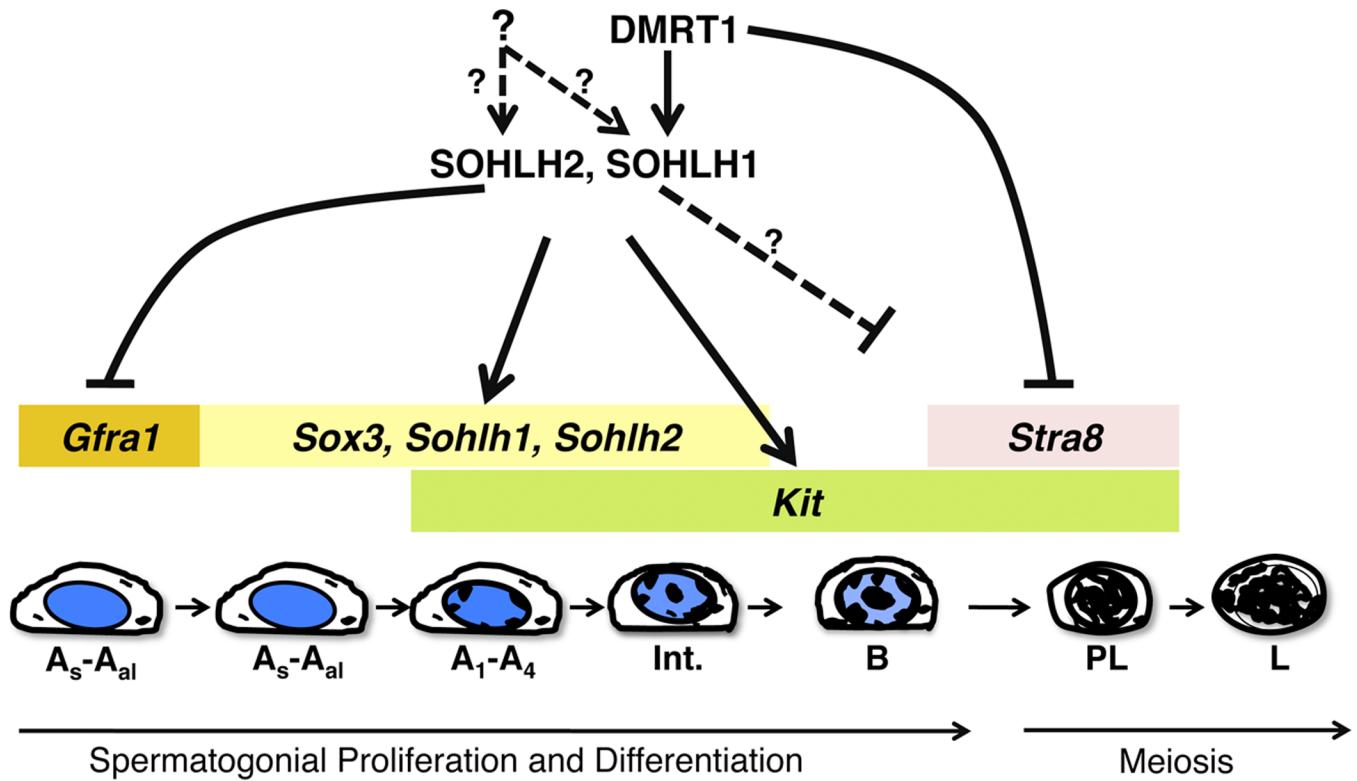 ?
DMRT1
? ?
SOHLH2, SOHLH1
?
Gfra1 Sox3, Sohlh1, Sohlh2 Stra8
Kit
As-Aal As-Aal A1-A4 Int. B PL L
Spermatogonial Proliferation and Differentiation Meiosis